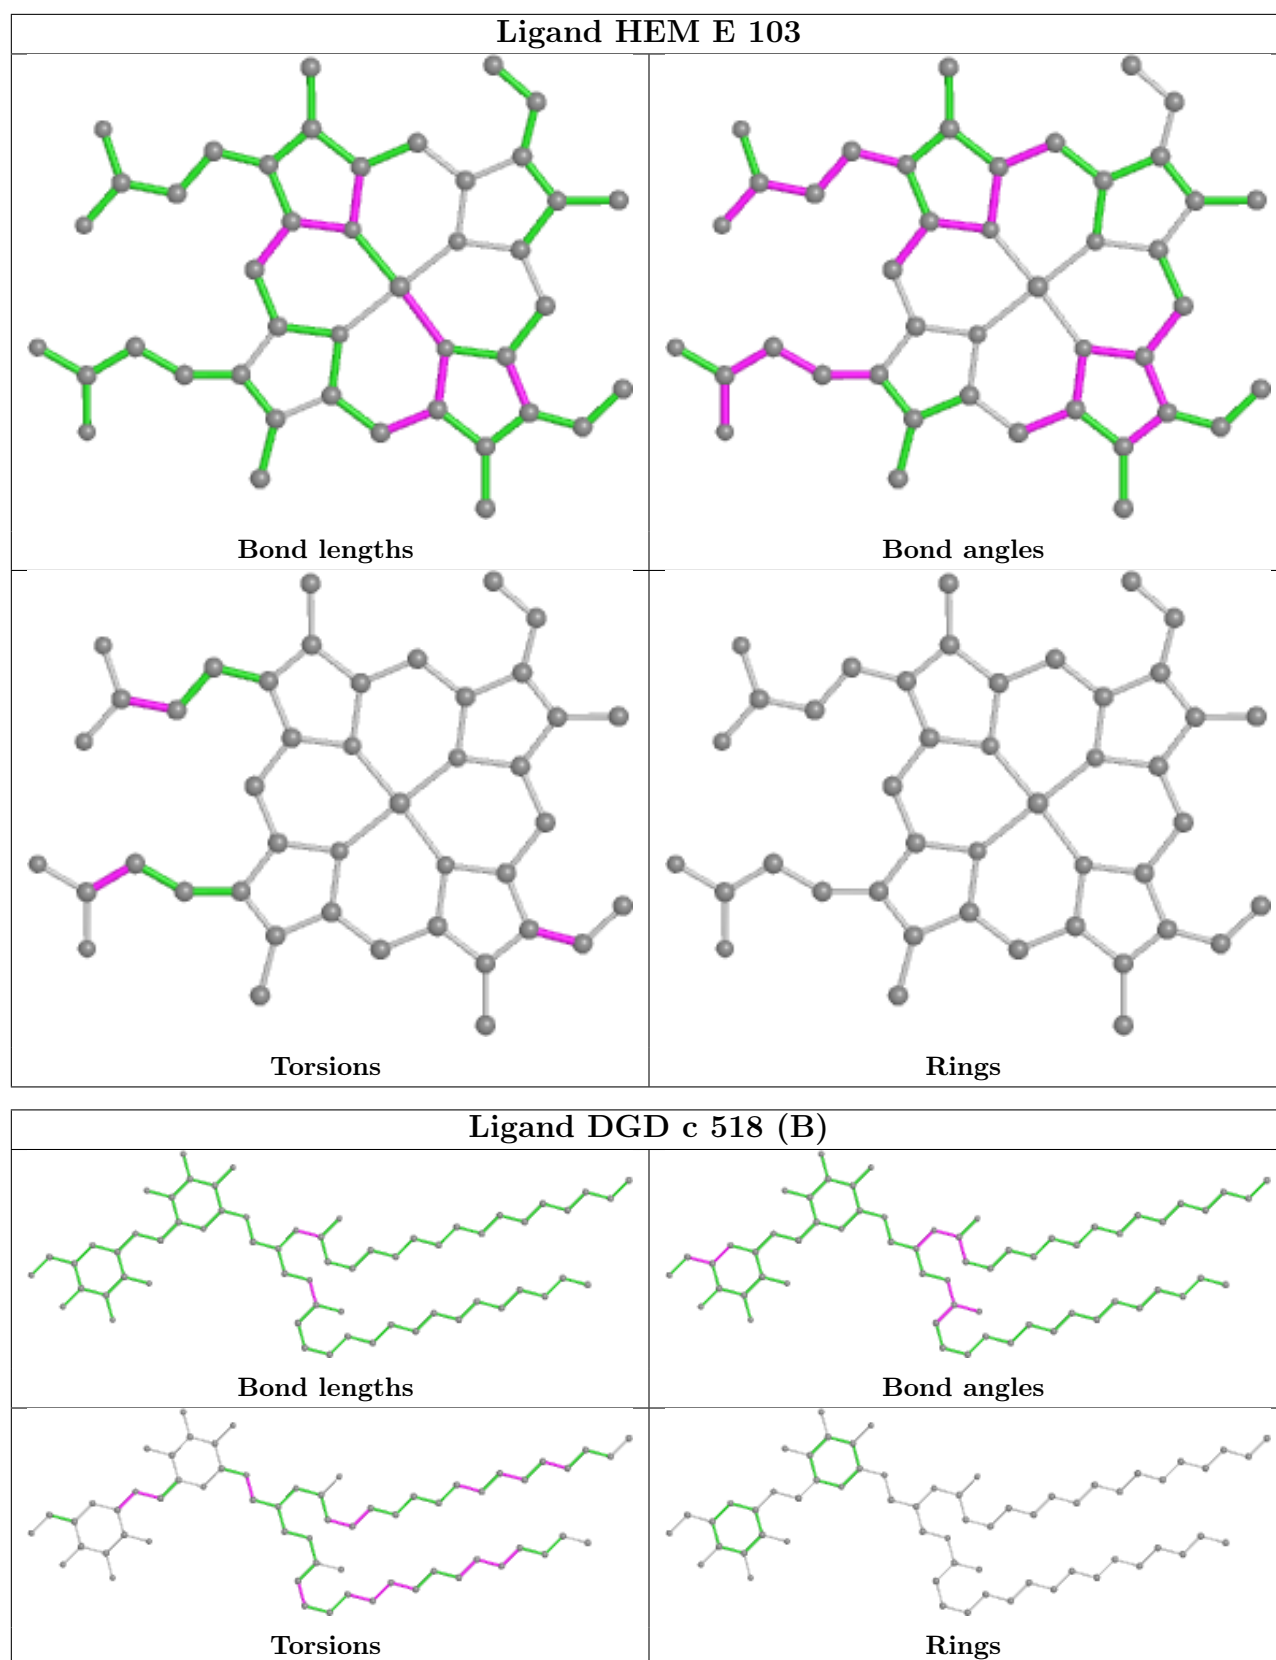 Ligand HEM E 103
Bond lengths
Bond angles
Torsions
Rings
Ligand DGD c 518 (B)
Bond lengths
Bond angles
Torsions
Rings